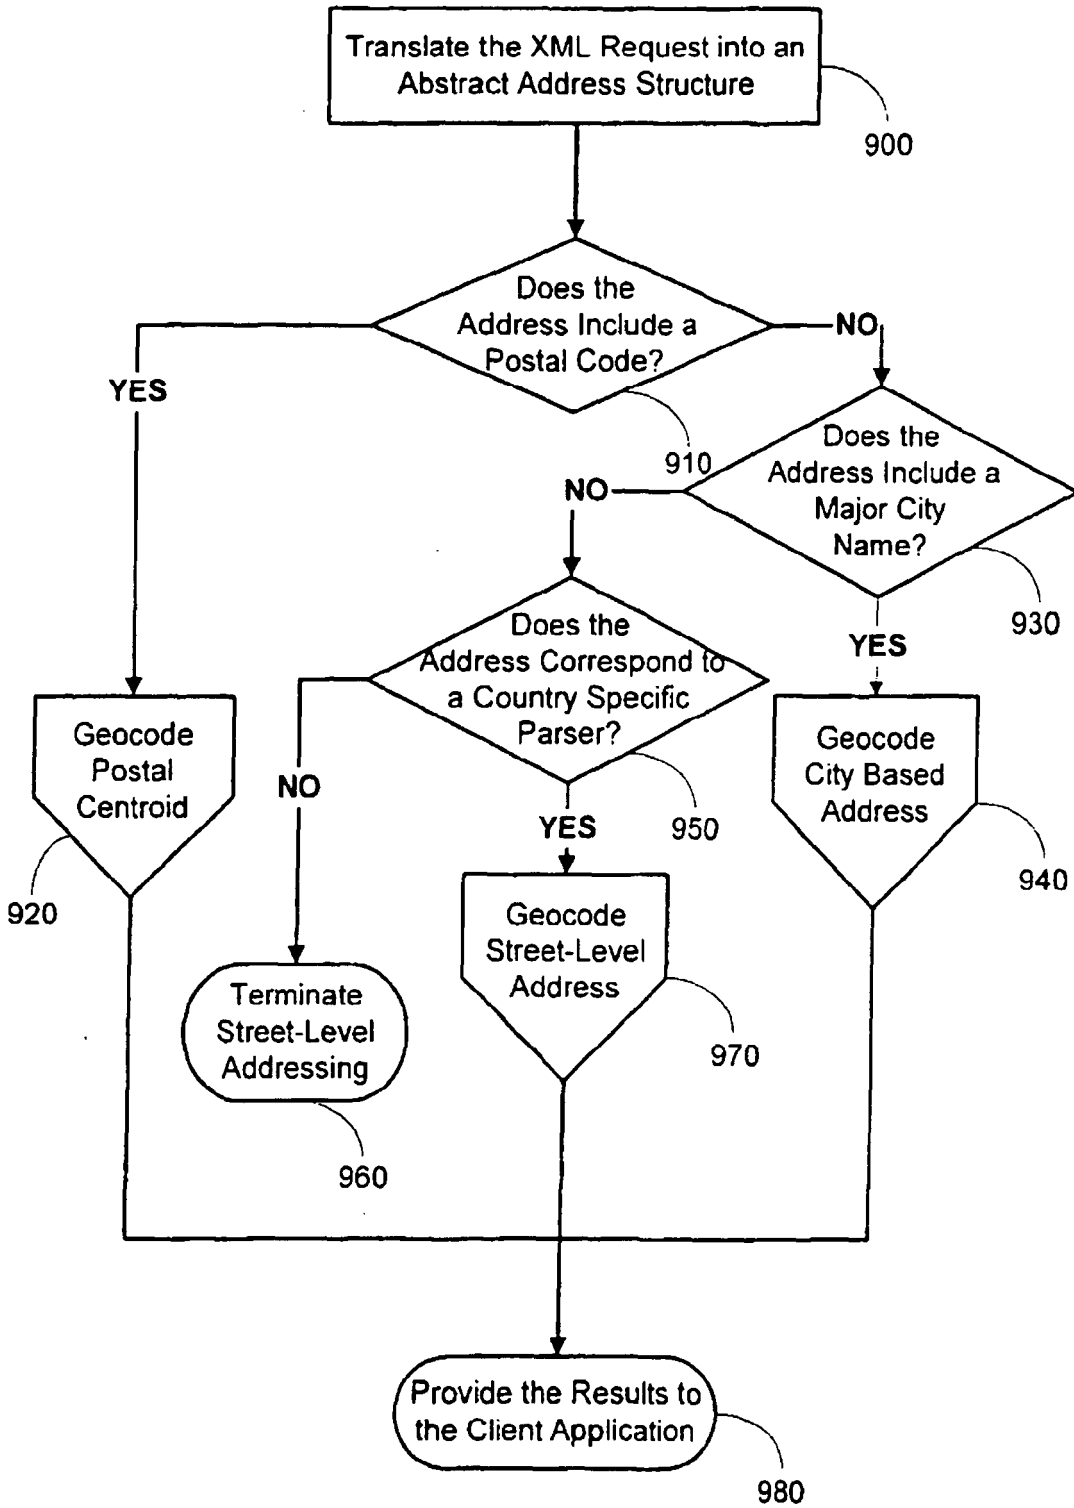 Translate the XML Request into an
Abstract Address Structure
900
Does the
Address Include a
Postal Code?
NO
YES
910
Does the
Address Include a
Major City
Name?
NO
930
Does the
Address Correspond to
a Country Specific
Parser?
YES
Geocode
Postal
Centroid
Geocode
City Based
Address
NO
950
YES
920
940
Geocode
Street-Level
Address
Terminate
Street-Level
Addressing
970
960
Provide the Results to
the Client Application
980